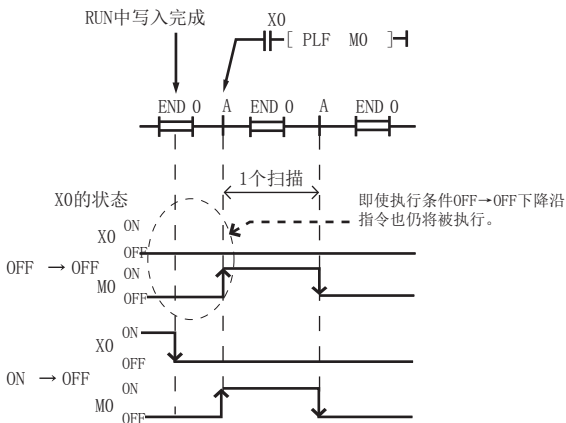 RUN中写入完成
X0
[ PLF M0 ]
END 0 A END 0 A END 0
1个扫描
X0的状态
即使执行条件OFF→OFF下降沿
指令也仍将被执行。
ON
X0
OFF
OFF → OFF
ON
M0
OFF
ON
X0
OFF
ON → OFF
ON
M0
OFF